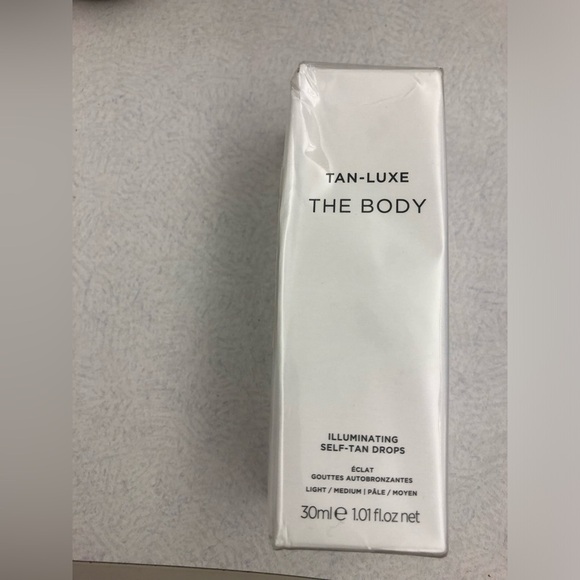 TAN-LUXE
THE BODY
ILLUMINATING
SELF-TAN DROPS
ÉCLAT
GOUTTES AUTOBRONZANTES
LIGHT / MEDIUM | PÂLE / MOYEN
30ml ℮ 1.01 fl.oz net